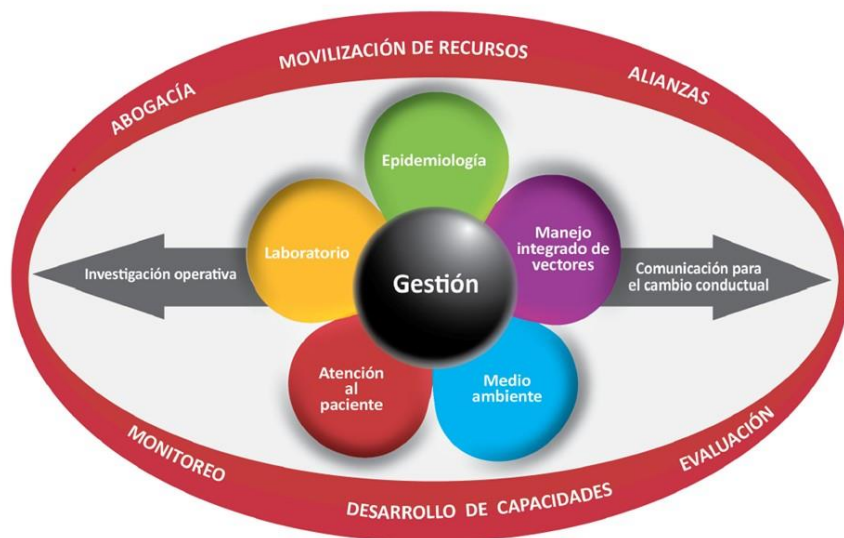 MOVILIZACIÓN DE RECURSOS
ABOGACÍA
ALIANZAS
Epidemiología
Laboratorio
Manejo
integrado de
vectores
Investigación operativa
Gestión
Comunicación para
el cambio conductual
Atención
al
paciente
Medio
ambiente
MONITOREO
DESARROLLO DE CAPACIDADES
EVALUACIÓN